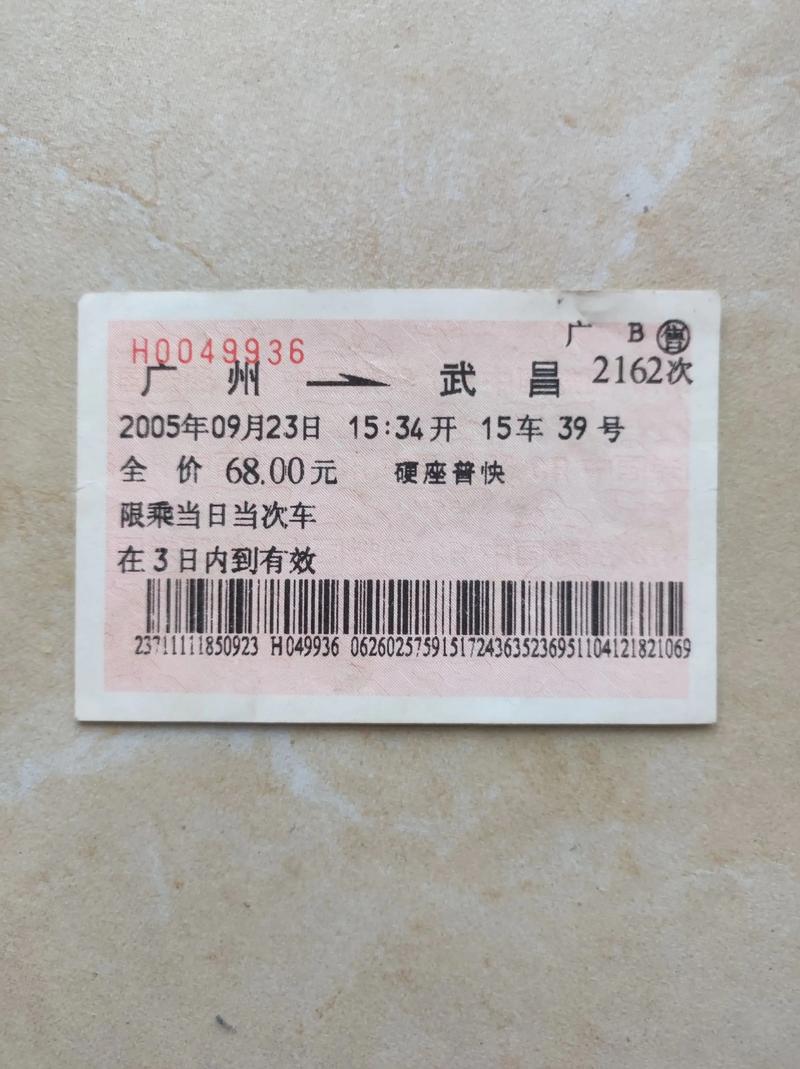 广 B 售
H0049936
广州 → 武昌 2162次
2005年09月23日 15:34开 15车 39号
全价 68.00元 硬座普快
限乘当日当次车
在3日内到有效
23711111850923 H049936 06260257591517243635236951104121821069